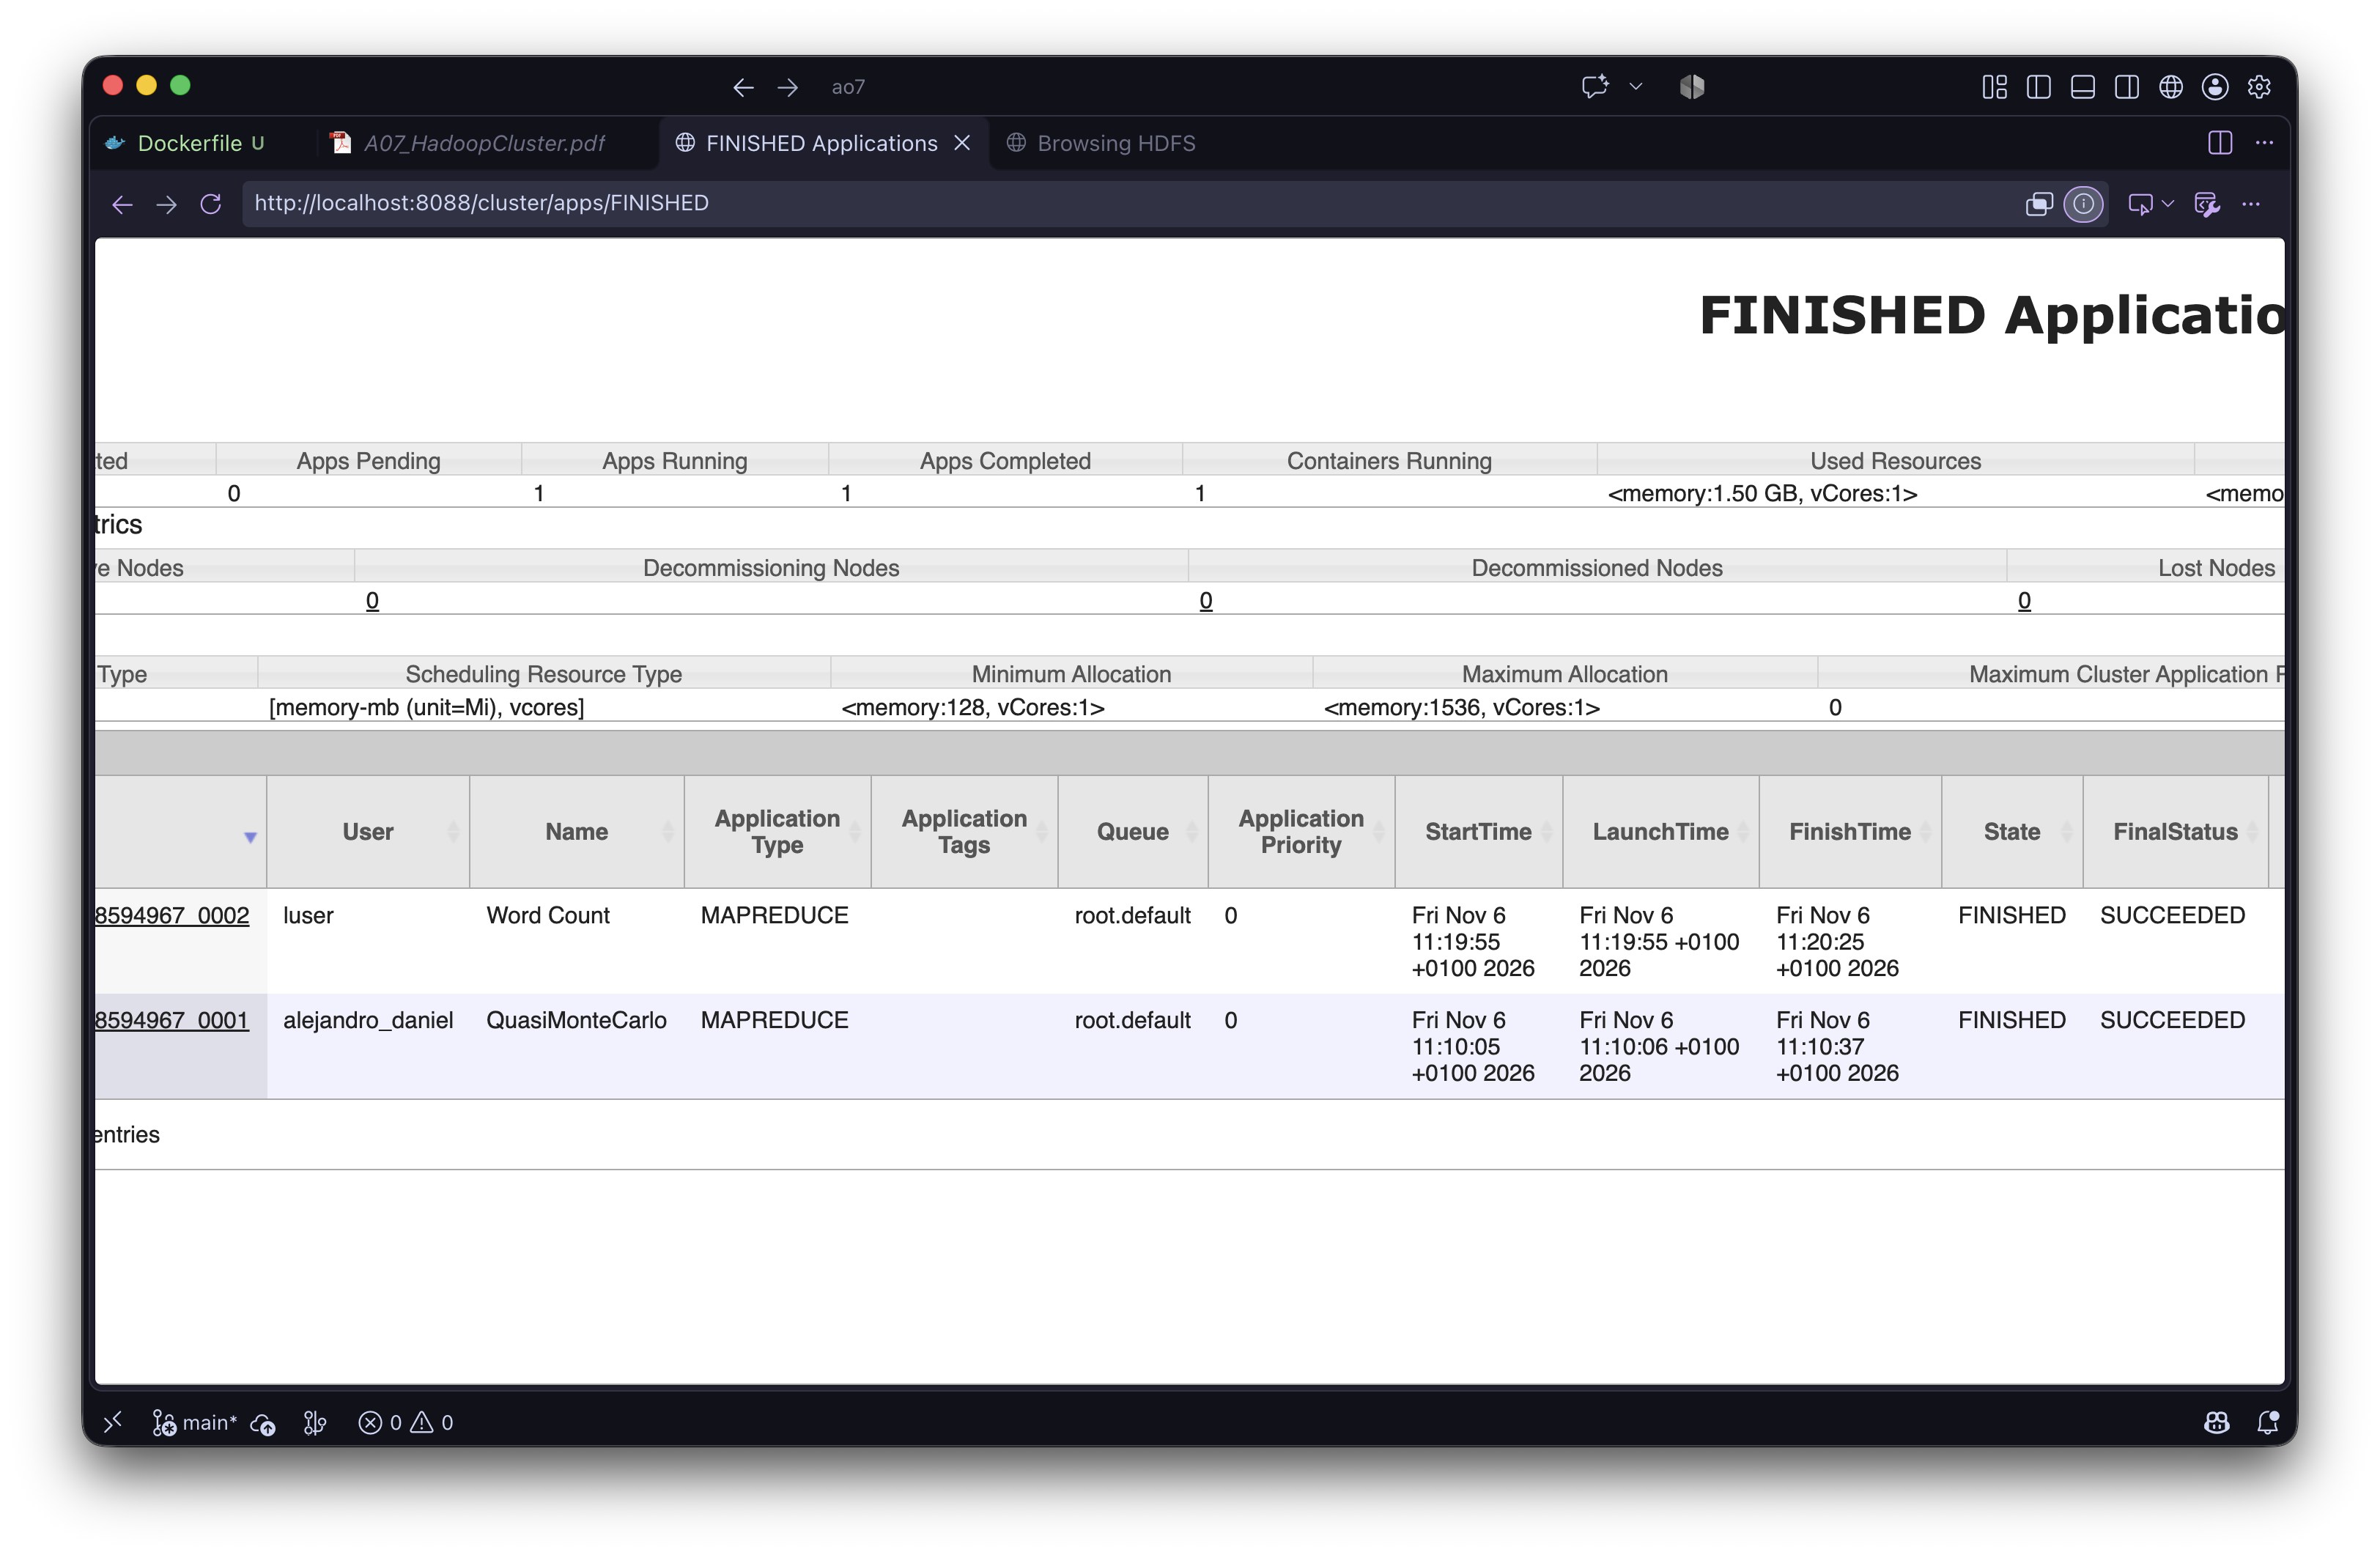 ao7
Dockerfile U
A07_HadoopCluster.pdf
FINISHED Applications
Browsing HDFS
http://localhost:8088/cluster/apps/FINISHED
FINISHED Applicatio
ted Apps Pending Apps Running Apps Completed Containers Running Used Resources
0 1 1 1 <memory:1.50 GB, vCores:1> <memo
trics
e Nodes Decommissioning Nodes Decommissioned Nodes Lost Nodes
0 0 0
Type Scheduling Resource Type Minimum Allocation Maximum Allocation Maximum Cluster Application P
[memory-mb (unit=Mi), vcores] <memory:128, vCores:1> <memory:1536, vCores:1> 0
User Name Application Type Application Tags Queue Application Priority StartTime LaunchTime FinishTime State FinalStatus
8594967_0002 luser Word Count MAPREDUCE root.default 0 Fri Nov 6 11:19:55 +0100 2026 Fri Nov 6 11:19:55 +0100 2026 Fri Nov 6 11:20:25 +0100 2026 FINISHED SUCCEEDED
8594967_0001 alejandro_daniel QuasiMonteCarlo MAPREDUCE root.default 0 Fri Nov 6 11:10:05 +0100 2026 Fri Nov 6 11:10:06 +0100 2026 Fri Nov 6 11:10:37 +0100 2026 FINISHED SUCCEEDED
entries
main* 0 0